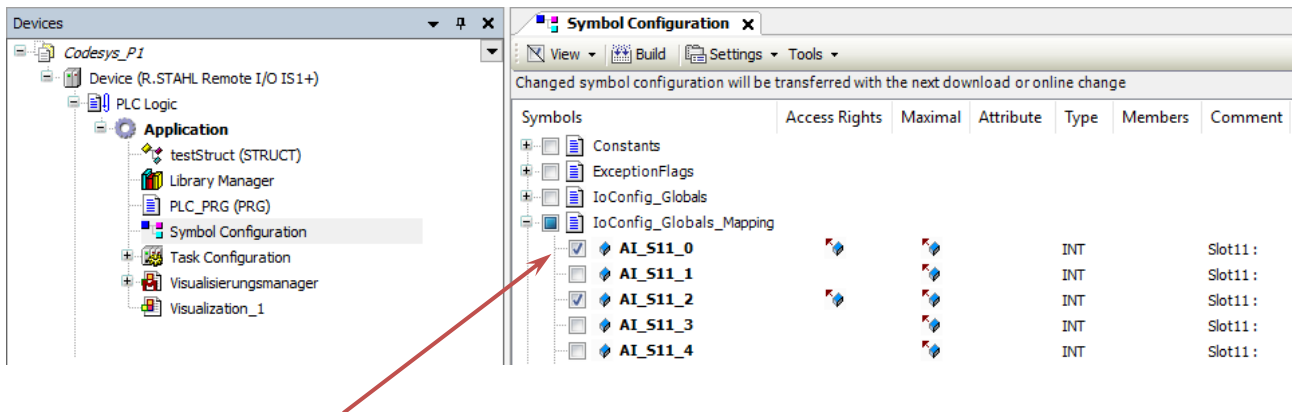 Devices
Codesys_P1
Device (R.STAHL Remote I/O IS1+)
PLC Logic
Application
testStruct (STRUCT)
Library Manager
PLC_PRG (PRG)
Symbol Configuration
Task Configuration
Visualisierungsmanager
Visualization_1
Symbol Configuration
View Build Settings Tools
Changed symbol configuration will be transferred with the next download or online change
Symbols Access Rights Maximal Attribute Type Members Comment
Constants
ExceptionFlags
IoConfig_Globals
IoConfig_Globals_Mapping
AI_S11_0 INT Slot11 :
AI_S11_1 INT Slot11 :
AI_S11_2 INT Slot11 :
AI_S11_3 INT Slot11 :
AI_S11_4 INT Slot11 :